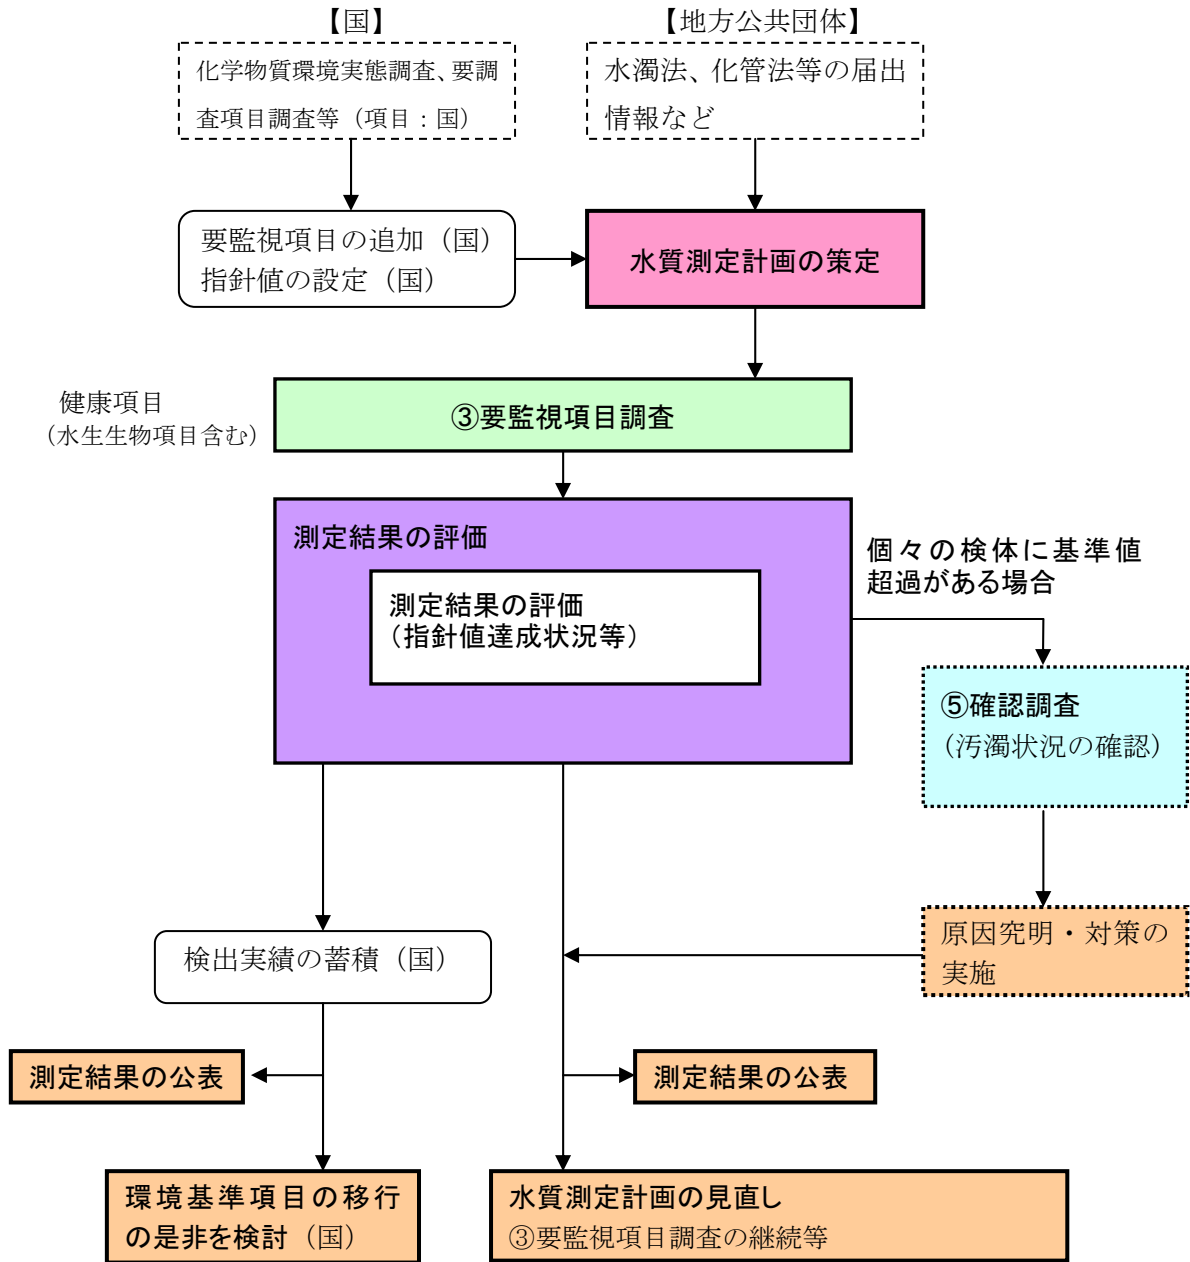 【国】
【地方公共団体】
化学物質環境実態調査、要調
査項目調査等（項目：国）
水濁法、化管法等の届出
情報など
要監視項目の追加（国）
指針値の設定（国）
水質測定計画の策定
健康項目
（水生生物項目含む）
③要監視項目調査
測定結果の評価
測定結果の評価
（指針値達成状況等）
個々の検体に基準値
超過がある場合
⑤確認調査
（汚濁状況の確認）
原因究明・対策の
実施
検出実績の蓄積（国）
測定結果の公表
測定結果の公表
環境基準項目の移行
の是非を検討（国）
水質測定計画の見直し
③要監視項目調査の継続等